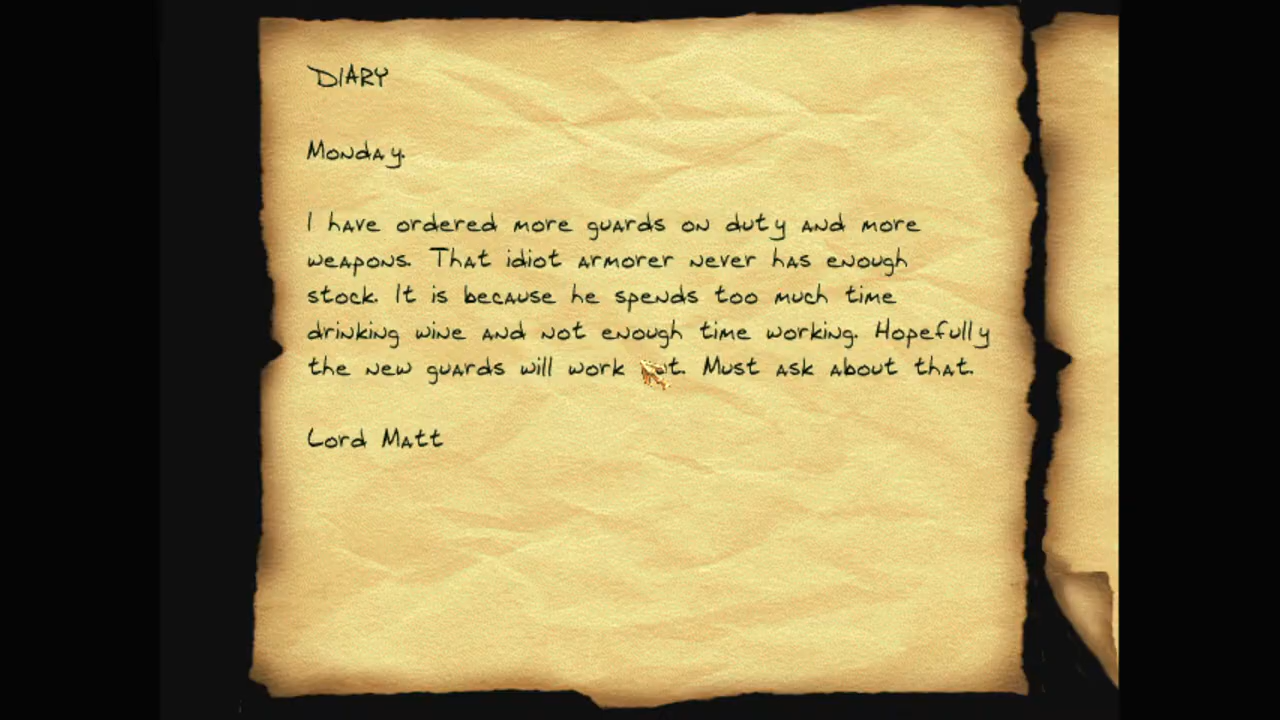 DIARY
Monday.
I have ordered more guards on duty and more
weapons. That idiot armorer never has enough
stock. It is because he spends too much time
drinking wine and not enough time working. Hopefully
the new guards will work out. Must ask about that.
Lord Matt